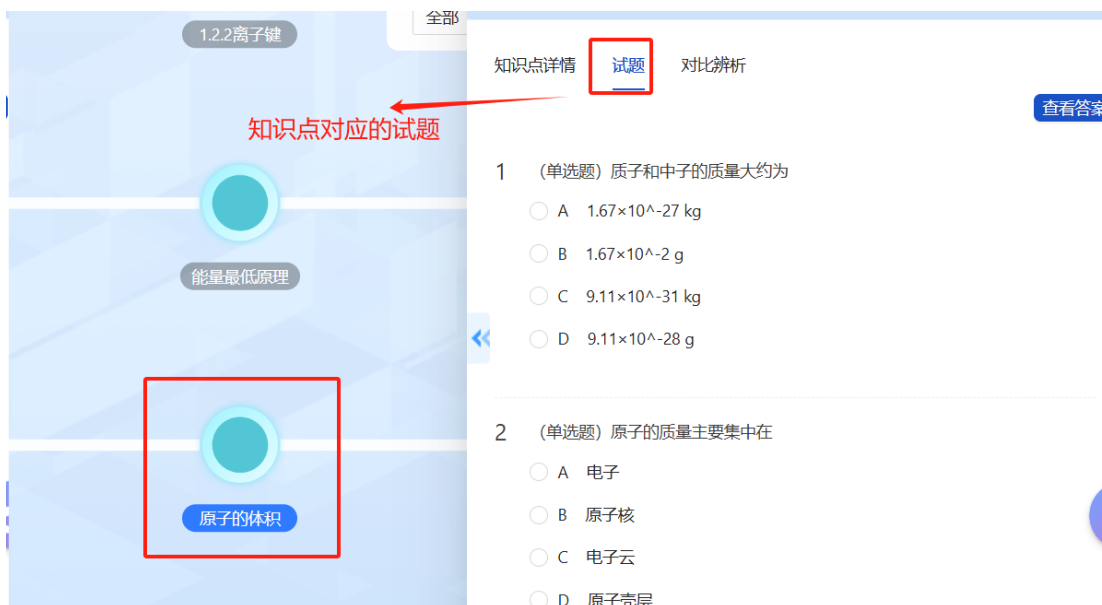 1.2.2离子键
全部
知识点详情 试题 对比辨析
查看答案
知识点对应的试题
1 （单选题）质子和中子的质量大约为
A 1.67×10^-27 kg
B 1.67×10^-2 g
C 9.11×10^-31 kg
D 9.11×10^-28 g
能量最低原理
2 （单选题）原子的质量主要集中在
A 电子
B 原子核
C 电子云
D 原子壳层
原子的体积